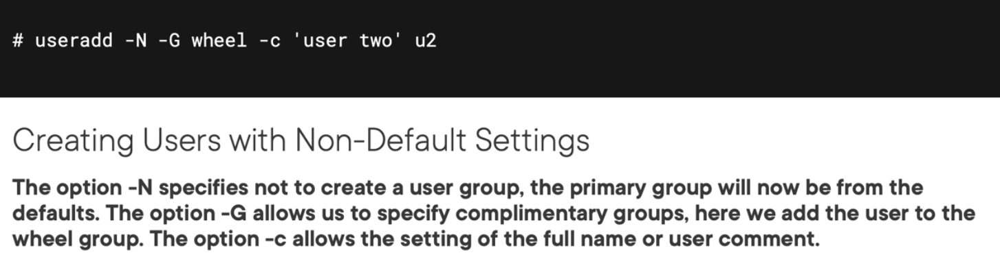 # useradd -N -G wheel -c 'user two' u2
Creating Users with Non-Default Settings
The option -N specifies not to create a user group, the primary group will now be from the
defaults. The option -G allows us to specify complimentary groups, here we add the user to the
wheel group. The option -c allows the setting of the full name or user comment.